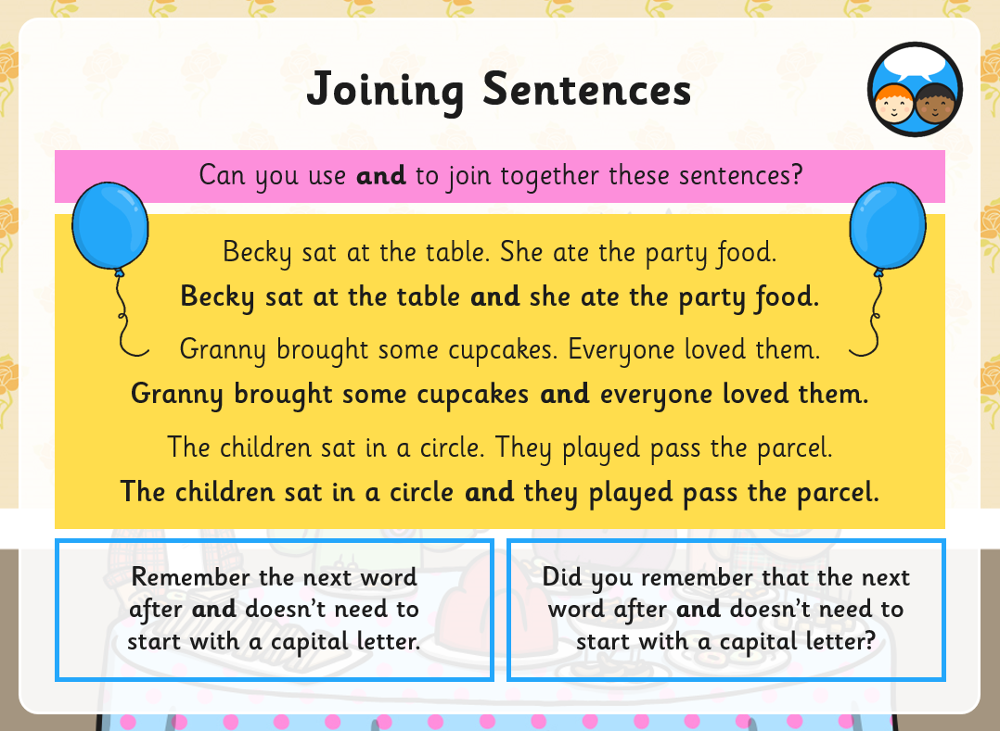 Joining Sentences
Can you use and to join together these sentences?
Becky sat at the table. She ate the party food.
Becky sat at the table and she ate the party food.
Granny brought some cupcakes. Everyone loved them.
Granny brought some cupcakes and everyone loved them.
The children sat in a circle. They played pass the parcel.
The children sat in a circle and they played pass the parcel.
Remember the next word
after and doesn't need to
start with a capital letter.
Did you remember that the next
word after and doesn't need to
start with a capital letter?